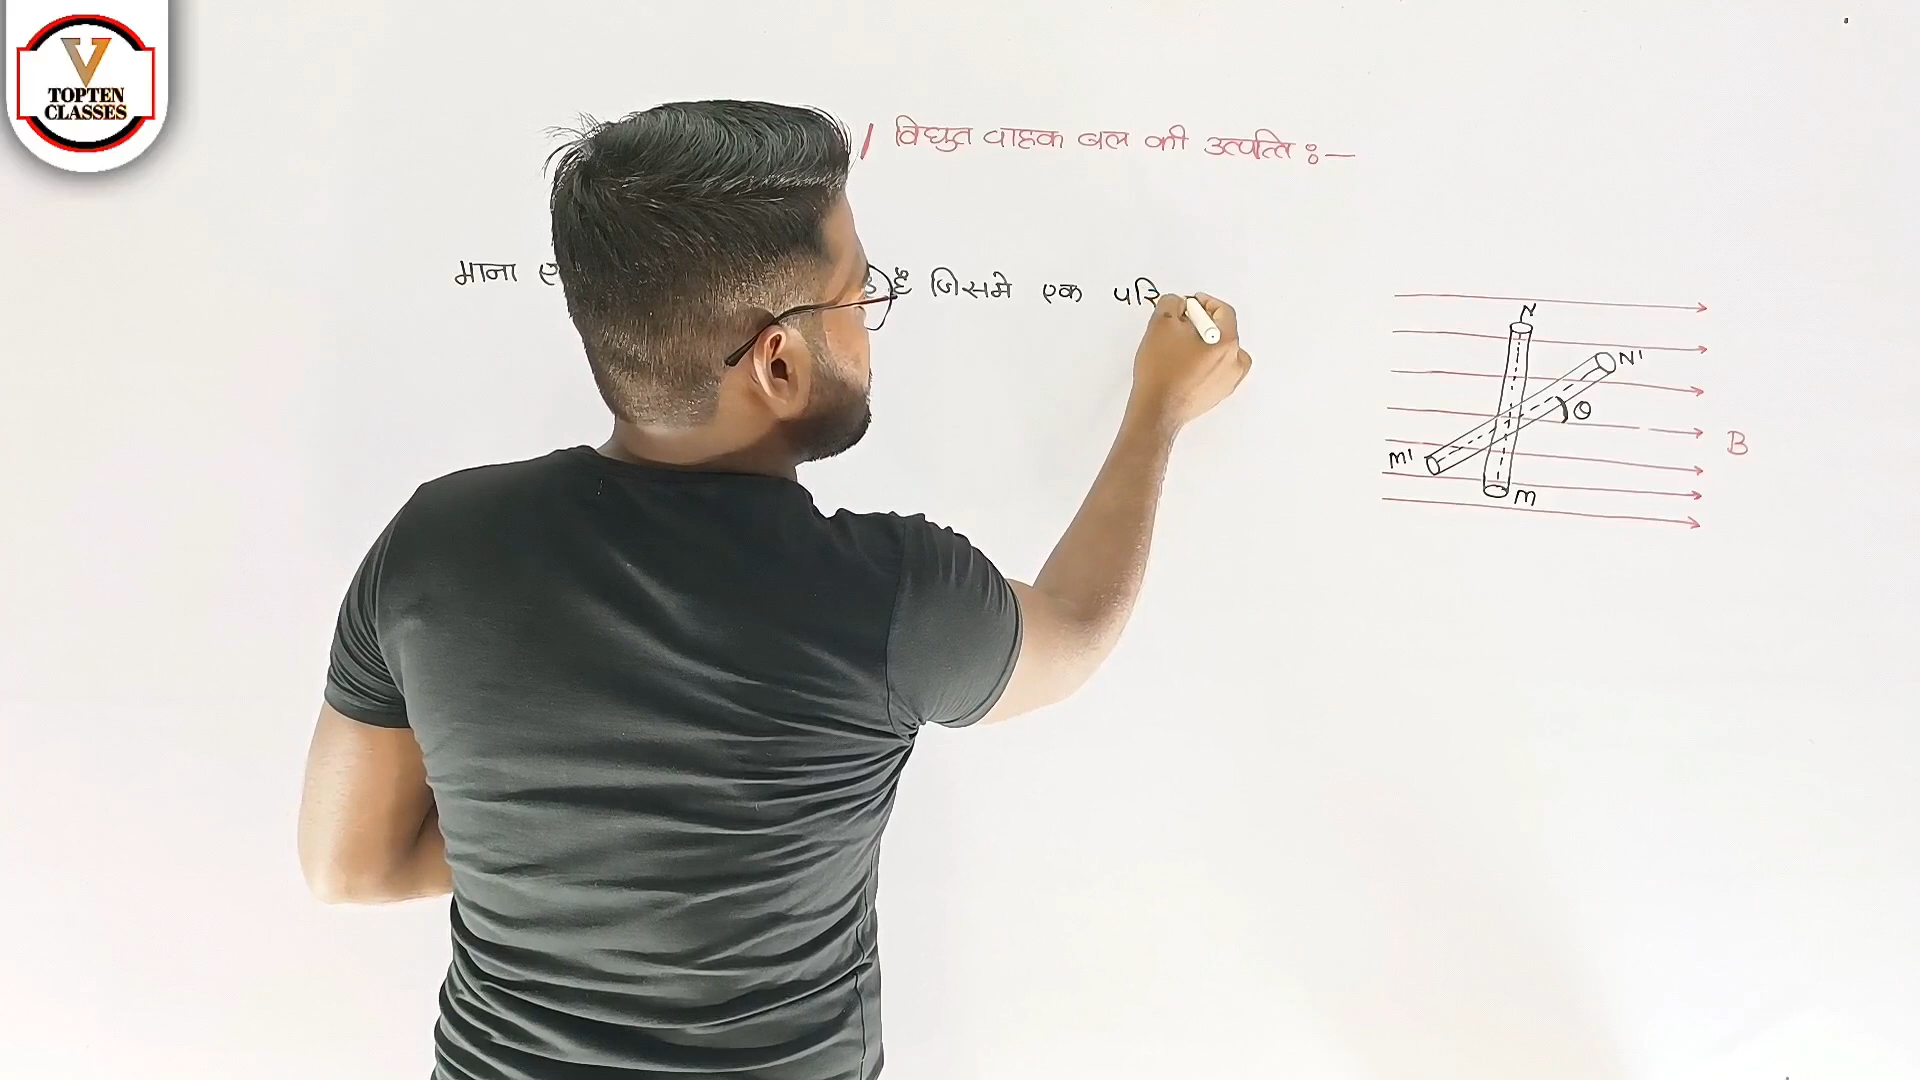 V
TOPTEN
CLASSES
/ विद्युत वाहक बल की उत्पत्ति :—
माना है जिसमे एक परि
N
N'
θ
B
M'
M